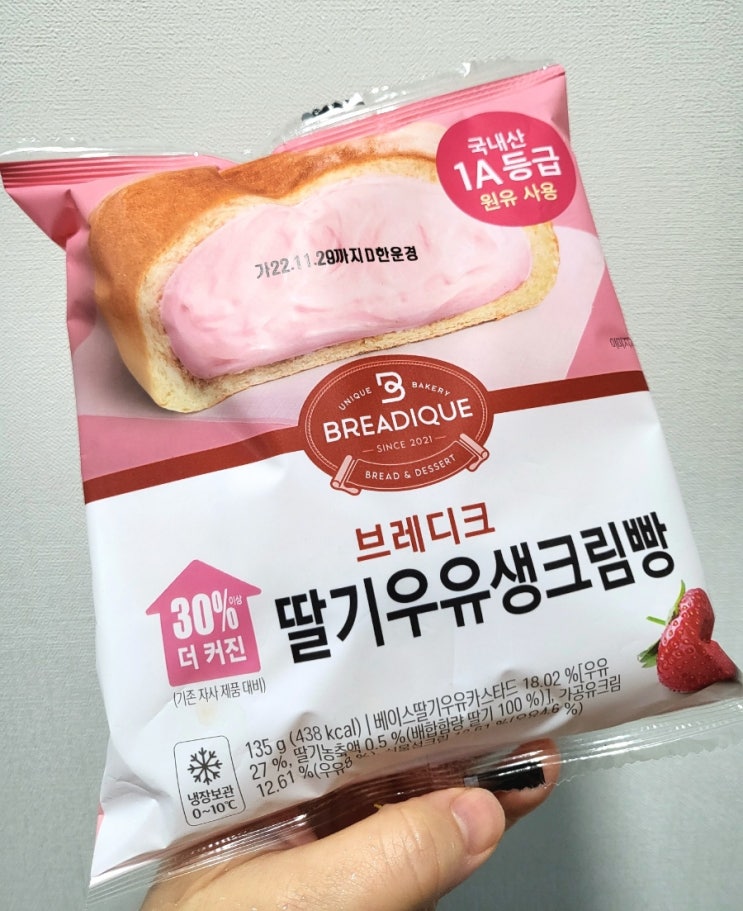 국내산
1A등급
원유 사용
가22.11.29까지D한운경
UNIQUE BAKERY
BREADIQUE
SINCE 2021
BREAD & DESSERT
브레디크
딸기우유생크림빵
30%이상
더 커진
(기존 자사 제품 대비)
135 g (438 kcal) | 베이스딸기우유카스타드 18.02 %[우유
27 %, 딸기농축액 0.5 %(배합함량 딸기 100 %)], 가공유크림
12.61 %(우유
냉장보관
0~10℃